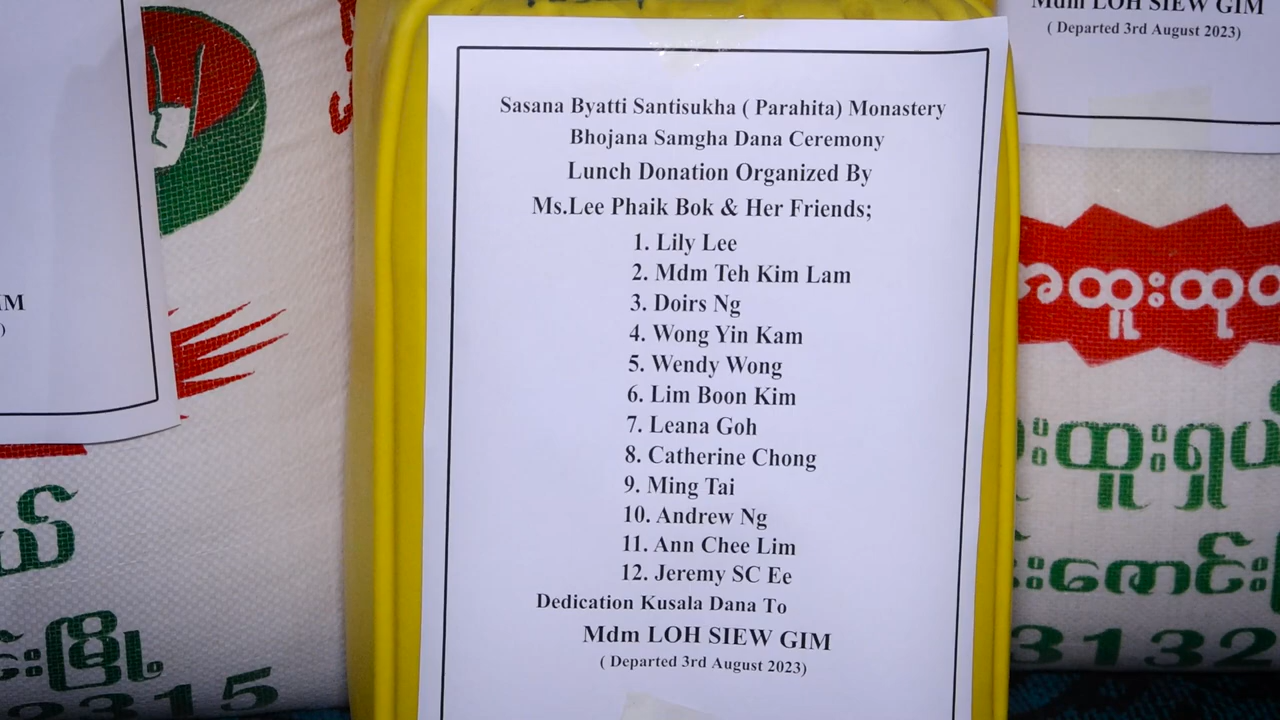 Sasana Byatti Santisukha ( Parahita) Monastery
Bhojana Samgha Dana Ceremony
Lunch Donation Organized By
Ms.Lee Phaik Bok & Her Friends;
1. Lily Lee
2. Mdm Teh Kim Lam
3. Doirs Ng
4. Wong Yin Kam
5. Wendy Wong
6. Lim Boon Kim
7. Leana Goh
8. Catherine Chong
9. Ming Tai
10. Andrew Ng
11. Ann Chee Lim
12. Jeremy SC Ee
Dedication Kusala Dana To
Mdm LOH SIEW GIM
( Departed 3rd August 2023)
Mdm LOH SIEW GIM
( Departed 3rd August 2023)
3132
315